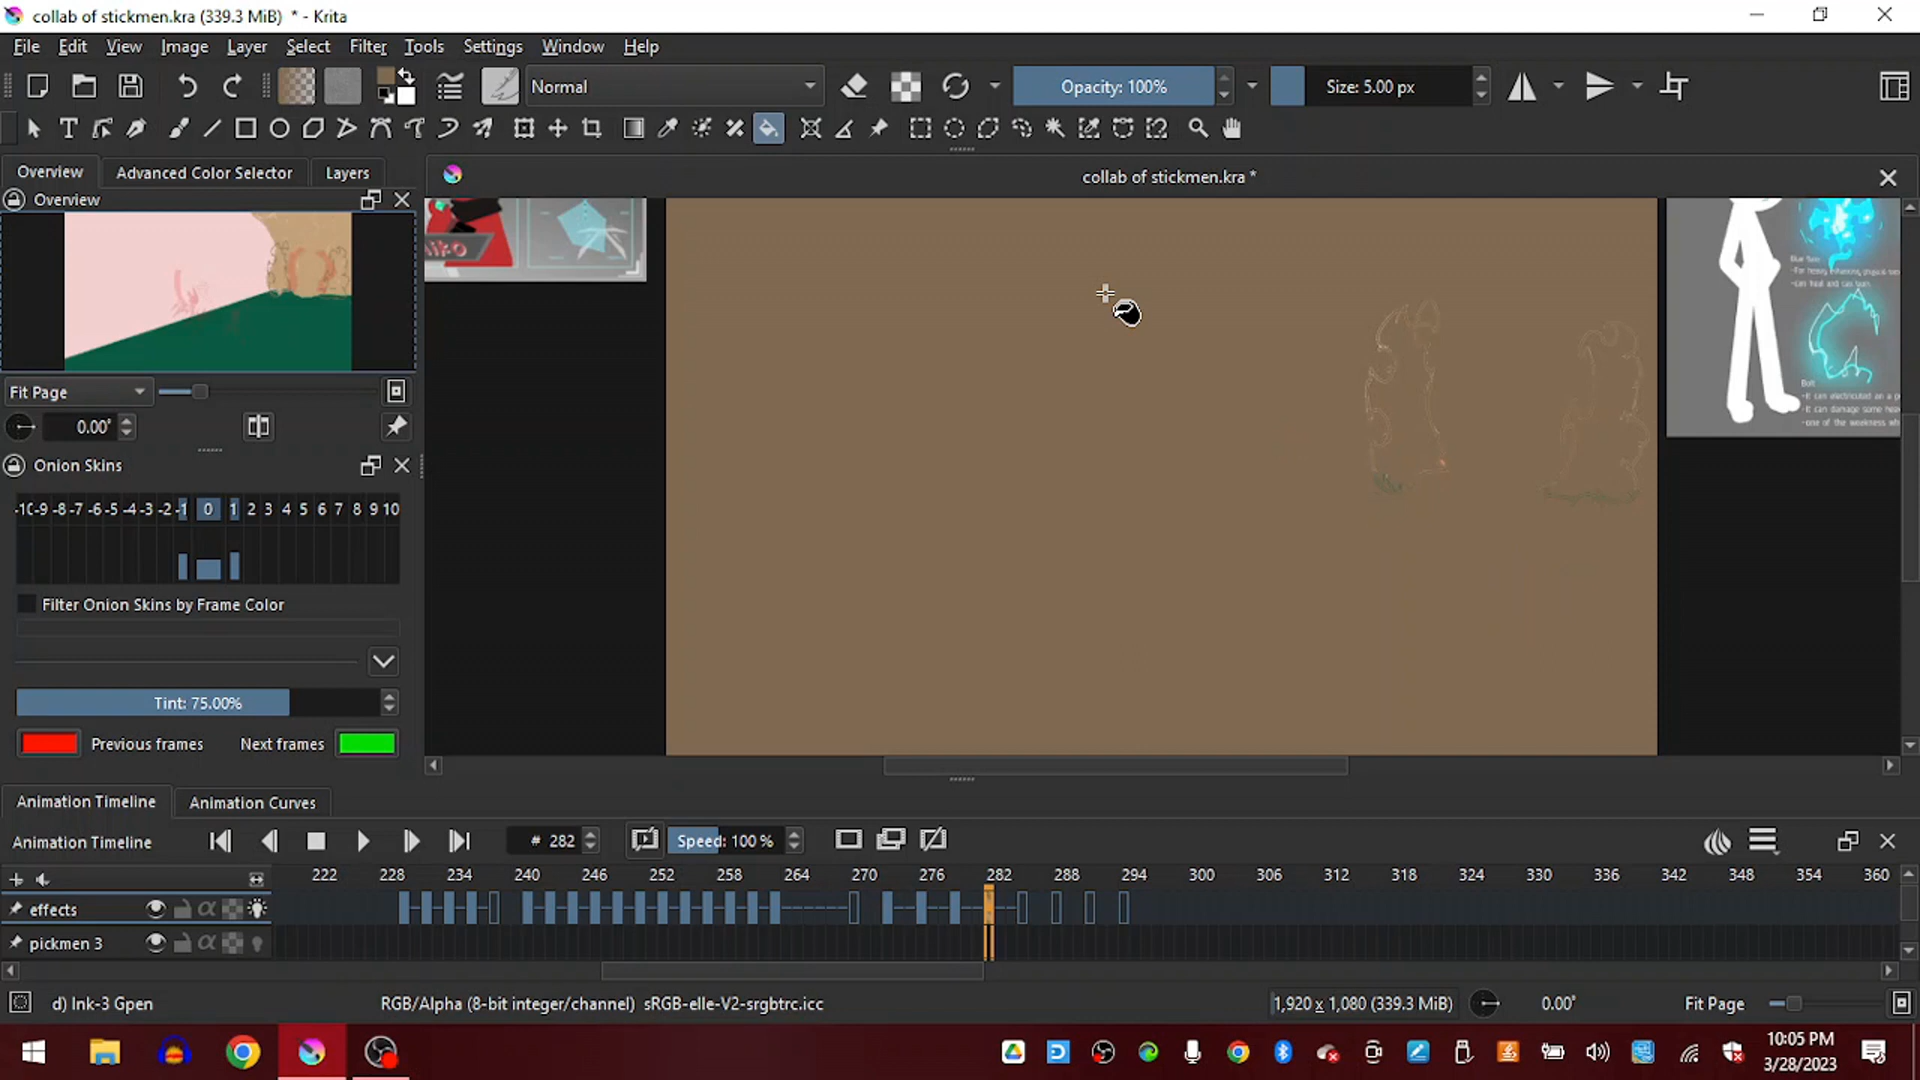 collab of stickmen.kra (339.3 MiB) * - Krita
File Edit View Image Layer Select Filter Tools Settings Window Help
Normal
Opacity: 100%
Size: 5.00 px
Overview Advanced Color Selector Layers
collab of stickmen.kra *
Overview
Fit Page
0.00°
Onion Skins
-9 -8 -7 -6 -5 -4 -3 -2 -1 0 1 2 3 4 5 6 7 8 9 10
Filter Onion Skins by Frame Color
Tint: 75.00%
Previous frames Next frames
Bolt
Animation Timeline Animation Curves
Animation Timeline
# 282
Speed: 100 %
222 228 234 240 246 252 258 264 270 276 282 288 294 300 306 312 318 324 330 336 342 348 354 360
effects
pickmen 3
d) Ink-3 Gpen
RGB/Alpha (8-bit integer/channel) sRGB-elle-V2-srgbtrc.icc
1,920 x 1,080 (339.3 MiB)
0.00°
Fit Page
10:05 PM
3/28/2023